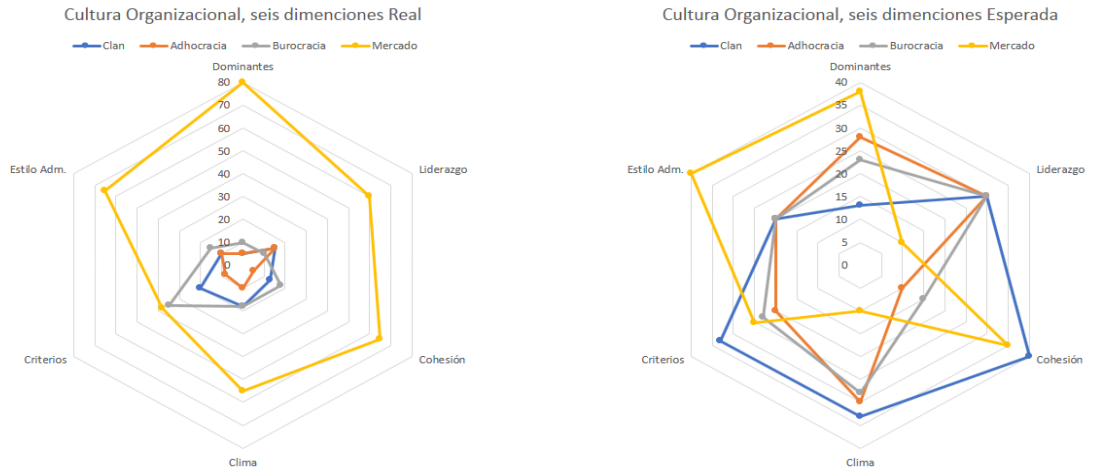 Cultura Organizacional, seis dimenciones Real
Clan Adhocracia Burocracia Mercado
Dominantes
80
70
60
50
40
30
20
10
0
Estilo Adm.
Liderazgo
Criterios
Cohesión
Clima
Cultura Organizacional, seis dimenciones Esperada
Clan Adhocracia Burocracia Mercado
Dominantes
40
35
30
25
20
15
10
5
0
Estilo Adm.
Liderazgo
Criterios
Cohesión
Clima